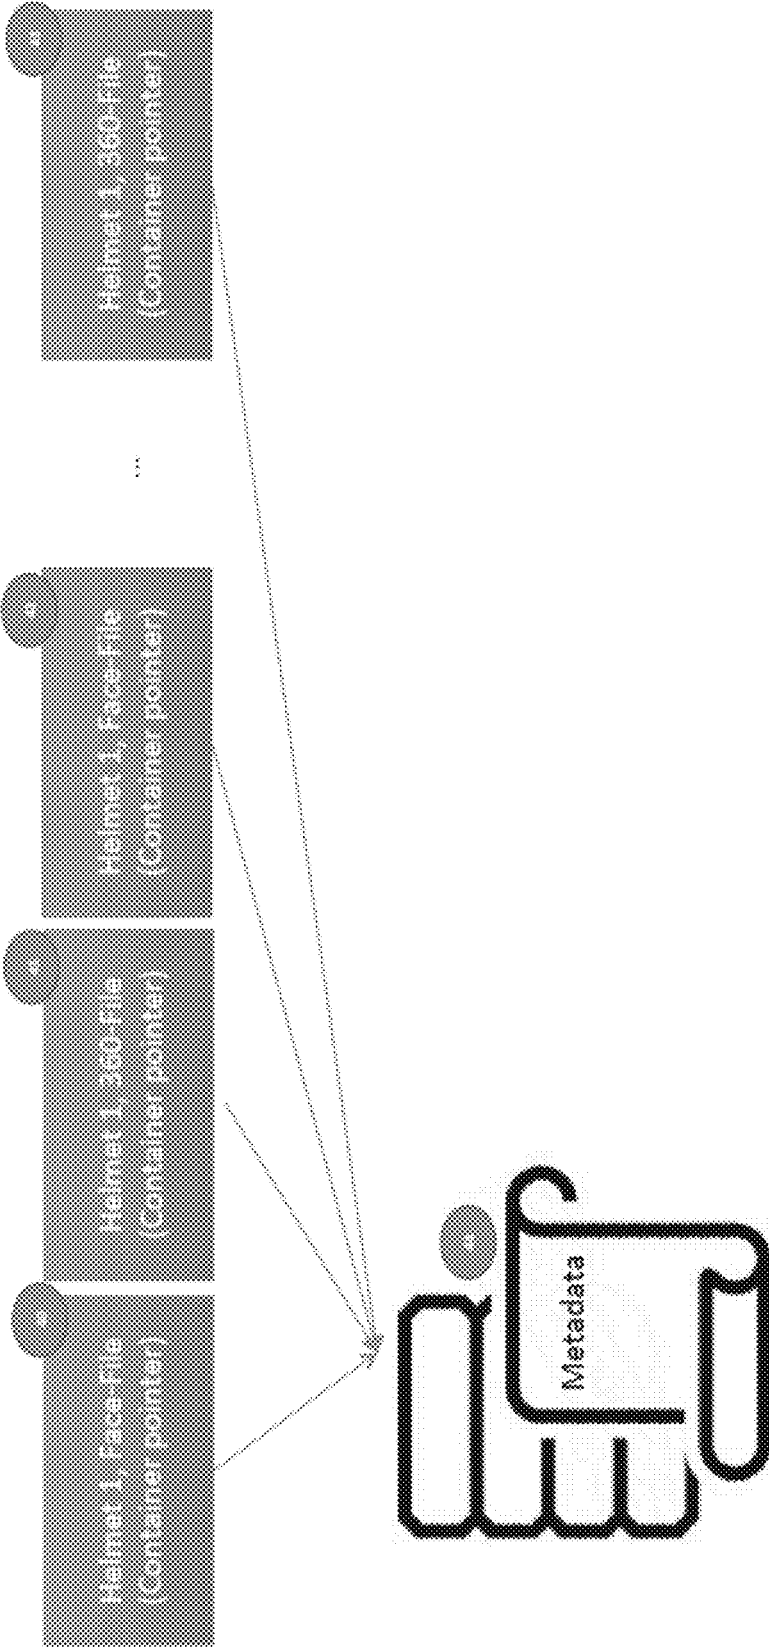 Helmet 1, Face-File
(Container pointer)
Helmet 1, 360-File
(Container pointer)
Helmet 1, Face-File
(Container pointer)
...
Helmet 1, 360-File
(Container pointer)
Metadata